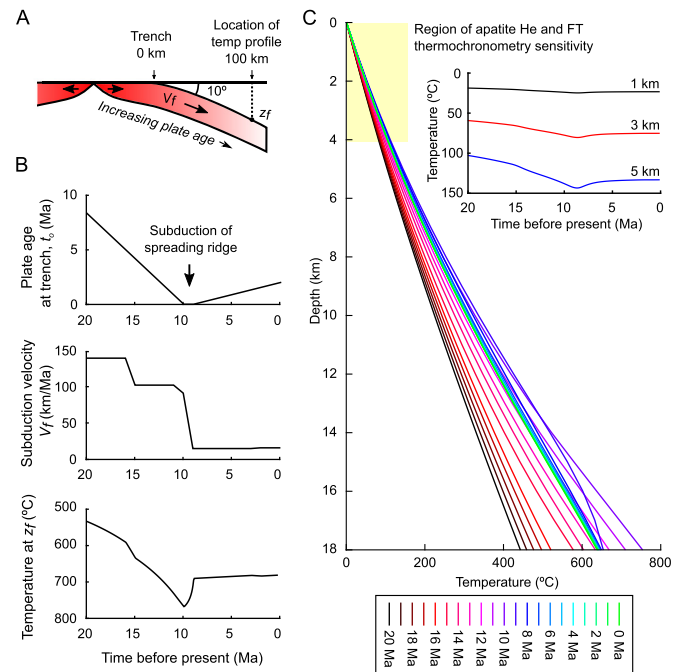 A
Trench
0 km
Location of
temp profile
100 km
10º
Vf
zf
Increasing plate age
B
Plate age
at trench, to (Ma)
10
5
0
Subduction of
spreading ridge
20
15
10
5
0
Subduction velocity
Vf (km/Ma)
150
100
50
0
20
15
10
5
0
Temperature at zf (ºC)
500
600
700
800
20
15
10
5
0
Time before present (Ma)
C
Region of apatite He and FT
thermochronometry sensitivity
Depth (km)
0
2
4
6
8
10
12
14
16
18
0
200
400
600
800
Temperature (ºC)
Temperature (ºC)
0
50
100
150
1 km
3 km
5 km
20
15
10
5
0
Time before present (Ma)
20 Ma
18 Ma
16 Ma
14 Ma
12 Ma
10 Ma
8 Ma
6 Ma
4 Ma
2 Ma
0 Ma